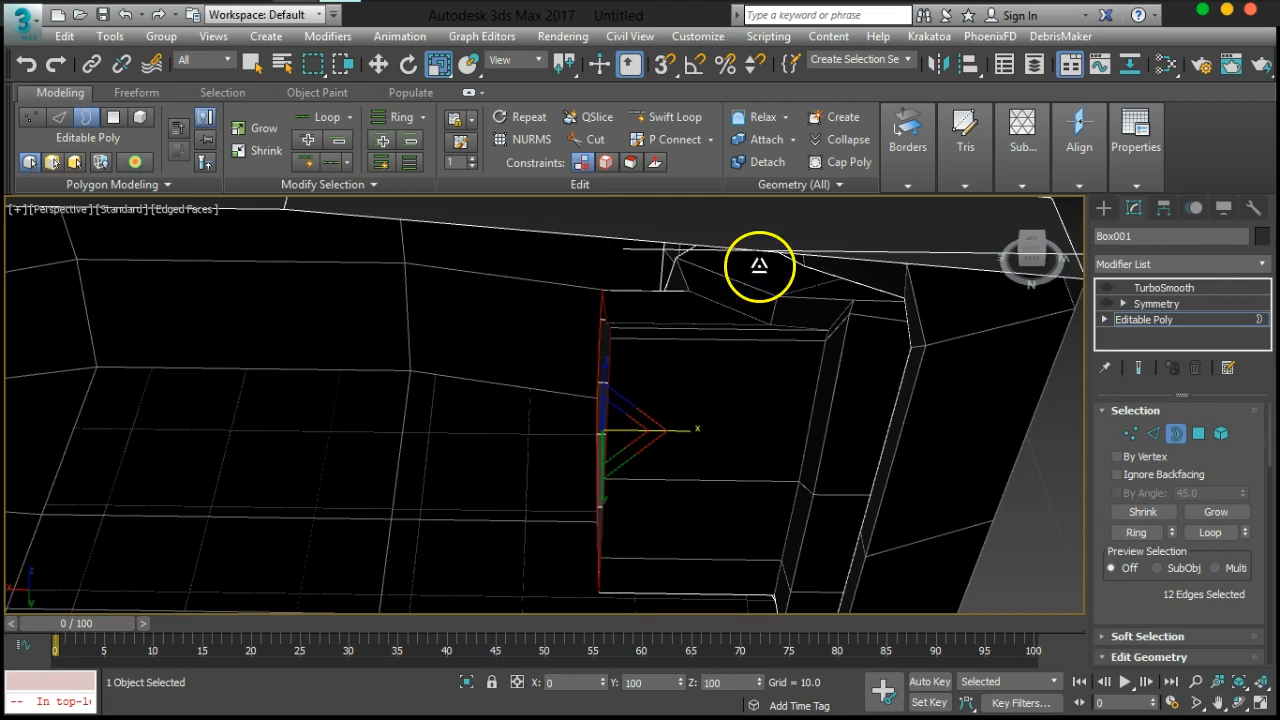 Workspace: Default
Autodesk 3ds Max 2017 Untitled
Type a keyword or phrase
Sign In
3
MAX
Edit Tools Group Views Create Modifiers Animation Graph Editors Rendering Civil View Customize Scripting Content Help Krakatoa PhoenixFD DebrisMaker
All View Create Selection Se
Modeling Freeform Selection Object Paint Populate
Editable Poly
Polygon Modeling
Grow
Shrink
Loop Ring
Modify Selection
1
Repeat QSlice Swift Loop
NURMS Cut P Connect
Constraints:
Edit
Relax Create
Attach Collapse
Detach Cap Poly
Geometry (All)
Borders Tris Sub... Align Properties
[+] [Perspective] [Standard] [Edged Faces]
x
z
y
N
BACK
Box001
Modifier List
TurboSmooth
Symmetry
Editable Poly
Selection
By Vertex
Ignore Backfacing
By Angle: 45.0
Shrink Grow
Ring Loop
Preview Selection
Off SubObj Multi
12 Edges Selected
Soft Selection
Edit Geometry
0 / 100
0 5 10 15 20 25 30 35 40 45 50 55 60 65 70 75 80 85 90 95 100
-- In top-le
1 Object Selected
X: 0 Y: 100 Z: 100 Grid = 10.0
Add Time Tag
Auto Key Selected
Set Key Key Filters...
0